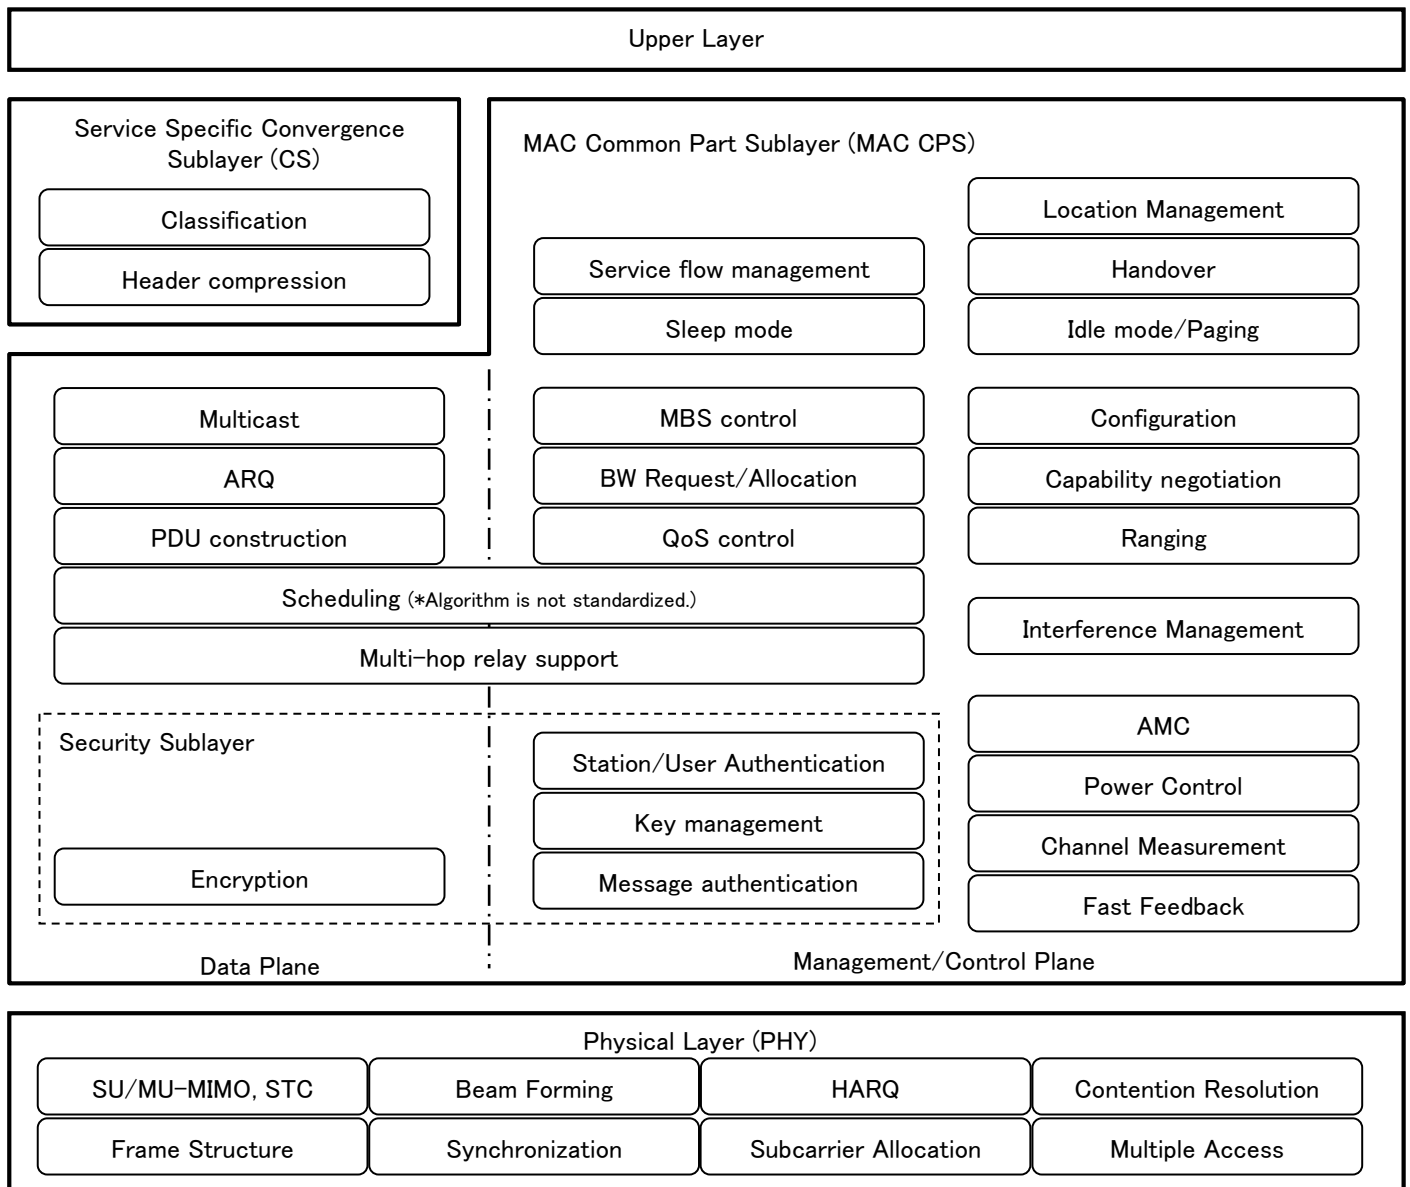 Upper Layer
Service Specific Convergence
Sublayer (CS)
Classification
Header compression
MAC Common Part Sublayer (MAC CPS)
Location Management
Service flow management
Handover
Sleep mode
Idle mode/Paging
Multicast
MBS control
Configuration
ARQ
BW Request/Allocation
Capability negotiation
PDU construction
QoS control
Ranging
Scheduling (*Algorithm is not standardized.)
Interference Management
Multi-hop relay support
Security Sublayer
AMC
Station/User Authentication
Power Control
Key management
Channel Measurement
Encryption
Message authentication
Fast Feedback
Data Plane
Management/Control Plane
Physical Layer (PHY)
SU/MU-MIMO, STC
Beam Forming
HARQ
Contention Resolution
Frame Structure
Synchronization
Subcarrier Allocation
Multiple Access